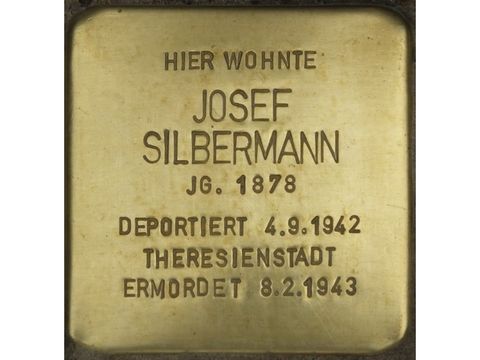 HIER WOHNTE
JOSEF
SILBERMANN
JG. 1878
DEPORTIERT 4.9.1942
THERESIENSTADT
ERMORDET 8.2.1943